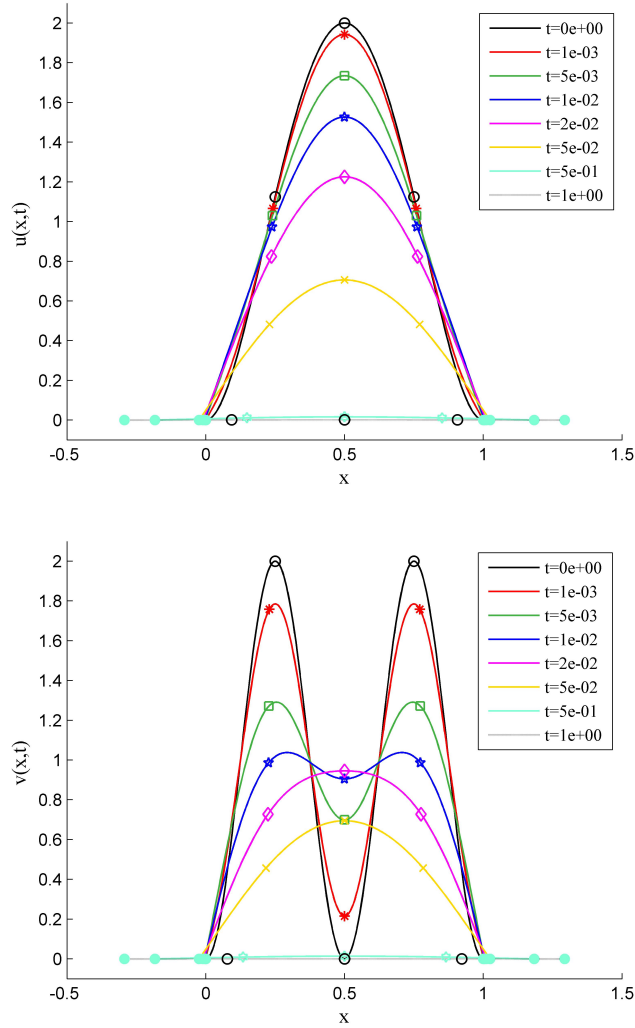 2
1.8
1.6
1.4
1.2
1
0.8
0.6
0.4
0.2
0
u(x,t)
-0.5
0
0.5
1
1.5
x
t=0e+00
t=1e-03
t=5e-03
t=1e-02
t=2e-02
t=5e-02
t=5e-01
t=1e+00
2
1.8
1.6
1.4
1.2
1
0.8
0.6
0.4
0.2
0
v(x,t)
-0.5
0
0.5
1
1.5
x
t=0e+00
t=1e-03
t=5e-03
t=1e-02
t=2e-02
t=5e-02
t=5e-01
t=1e+00